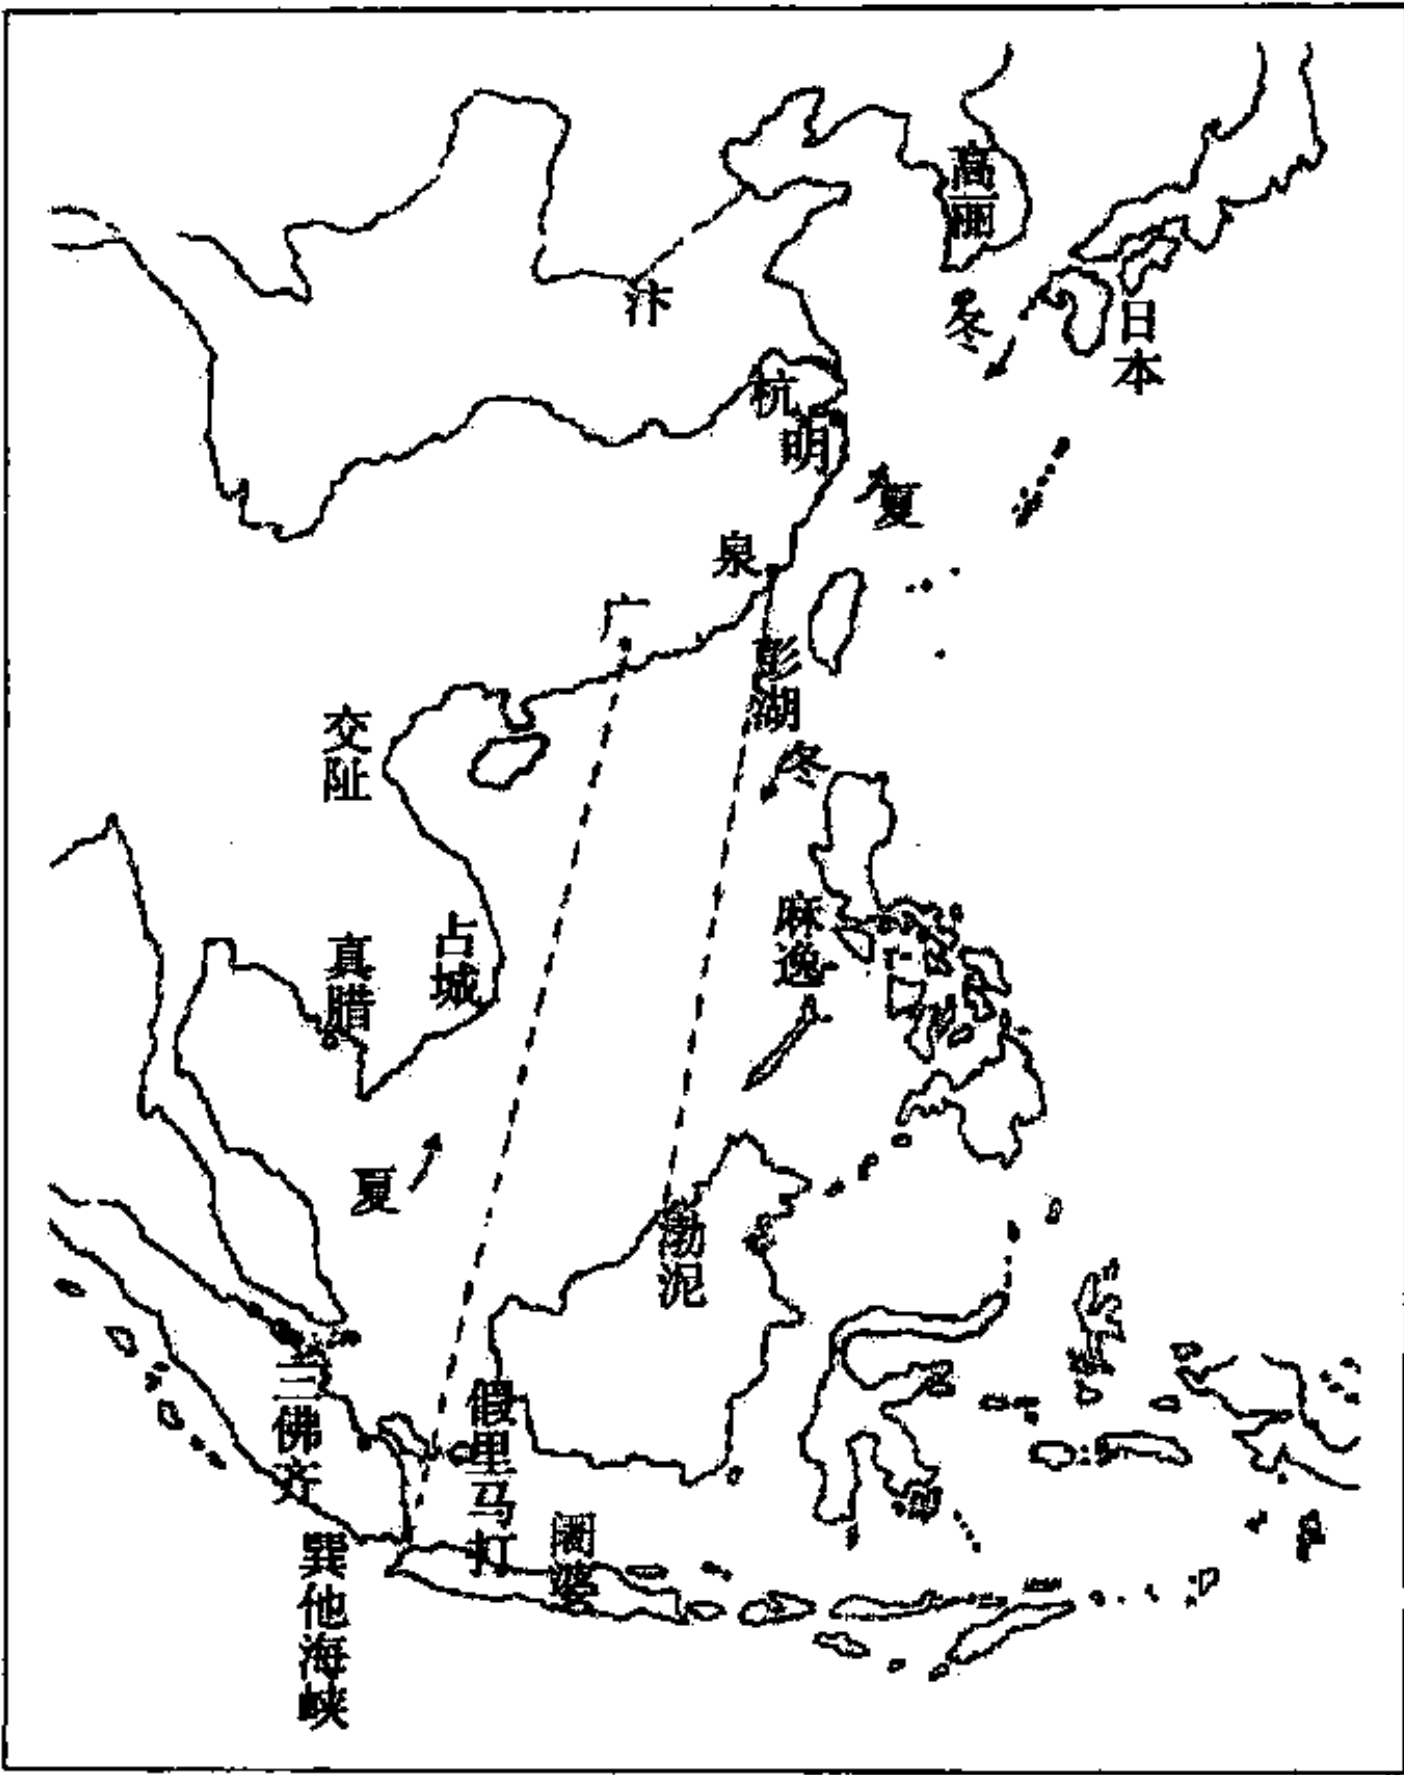 高丽
汴
冬
日本
杭
明
夏
泉
广
彭湖
交阯
冬
麻逸
占城
真腊
夏
渤泥
三佛齐
假里马打
阇婆
巽他海峡